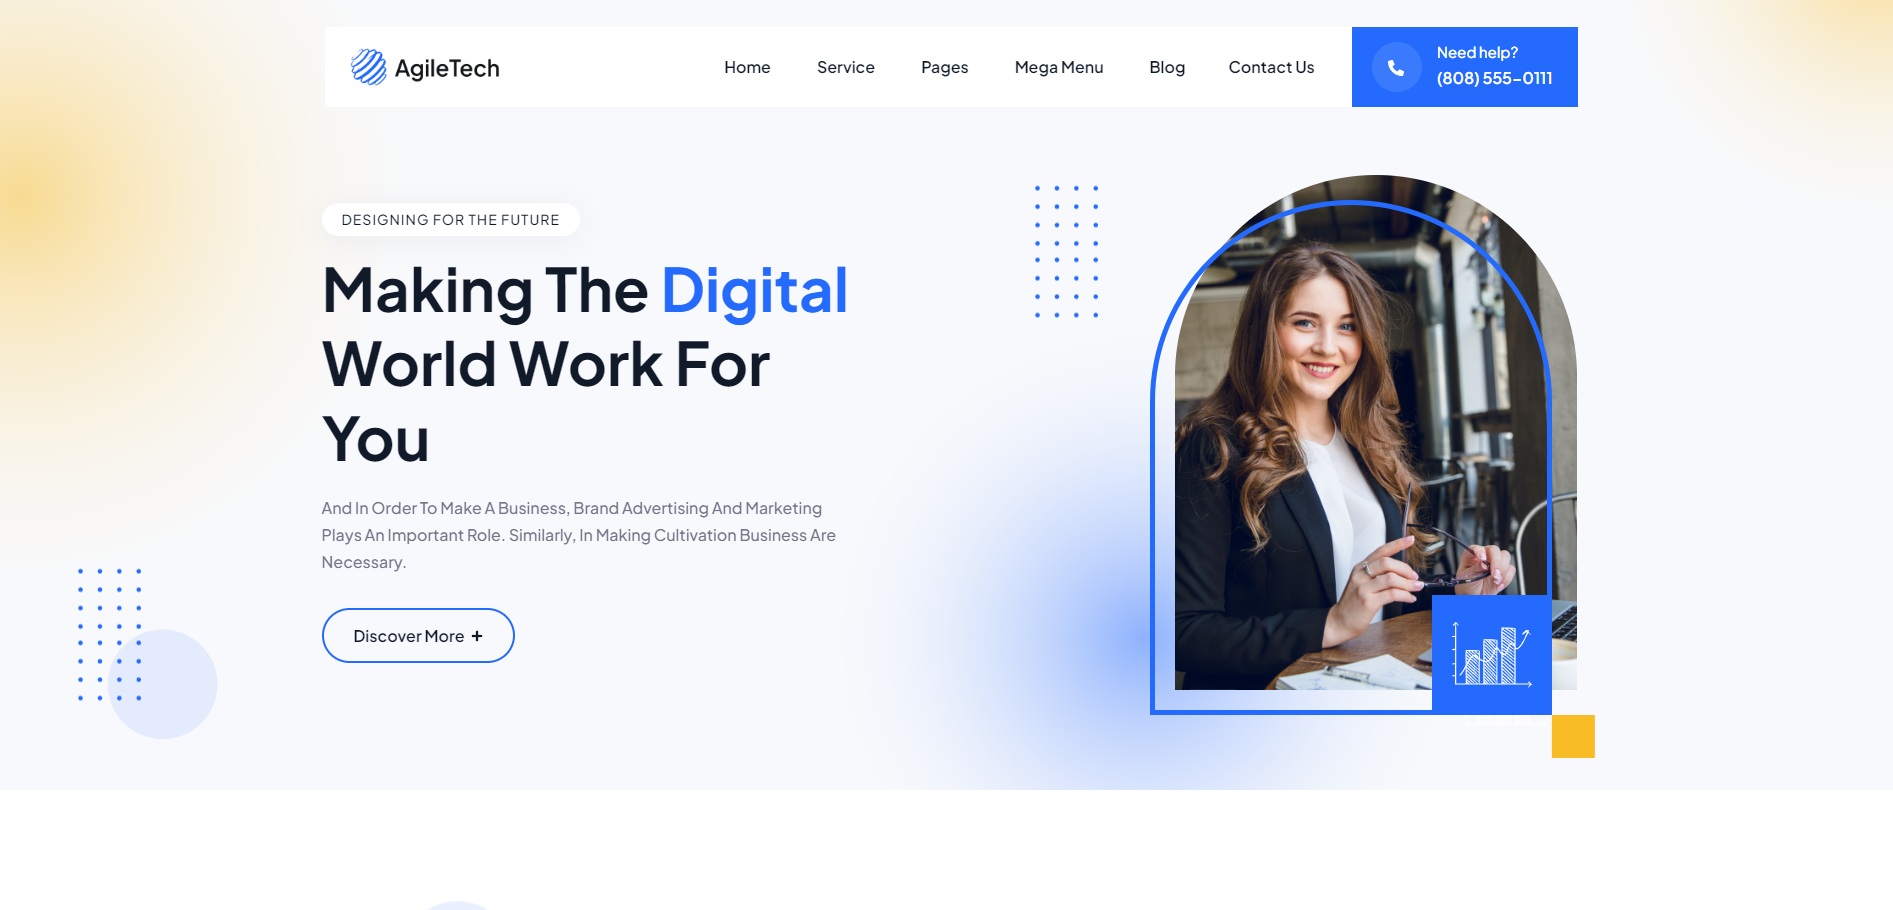 AgileTech
Home
Service
Pages
Mega Menu
Blog
Contact Us
Need help?
(808) 555-0111
DESIGNING FOR THE FUTURE
Making The Digital
World Work For
You
And In Order To Make A Business, Brand Advertising And Marketing
Plays An Important Role. Similarly, In Making Cultivation Business Are
Necessary.
Discover More +